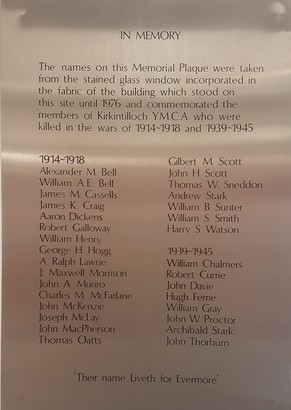 IN MEMORY
The names on this Memorial Plaque were taken
from the stained glass window incorporated in
the fabric of the building which stood on
this site until 1976 and commemorated the
members of Kirkintilloch Y.M.C.A. who were
killed in the wars of 1914-1918 and 1939-1945
1914-1918
Alexander M. Bell
William A.E. Bell
James M. Cassells
James K. Craig
Aaron Dickens
Robert Galloway
William Henry
George H. Hogg
A. Ralph Lawrie
J. Maxwell Morrison
John A. Munro
Charles M. McFarlane
John McKenzie
Joseph McLay
John MacPherson
Thomas Oatts
Gilbert M. Scott
John H. Scott
Thomas W. Sneddon
Andrew Stark
William B. Sunter
William S. Smith
Harry S. Watson
1939-1945
William Chalmers
Robert Currie
John Davie
Hugh Ferrie
William Gray
John W. Proctor
Archibald Stark
John Thorburn
'Their name Liveth for Evermore'